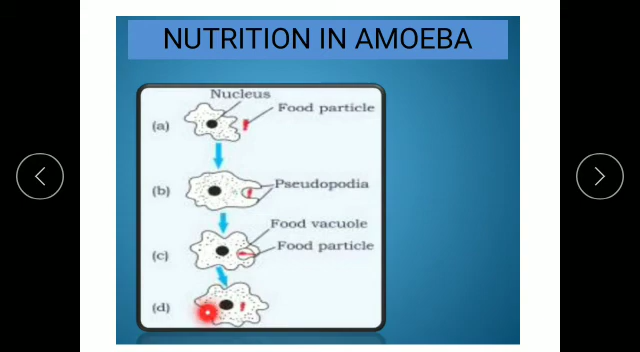 NUTRITION IN AMOEBA
Nucleus
Food particle
(a)
(b)
Pseudopodia
Food vacuole
Food particle
(c)
(d)